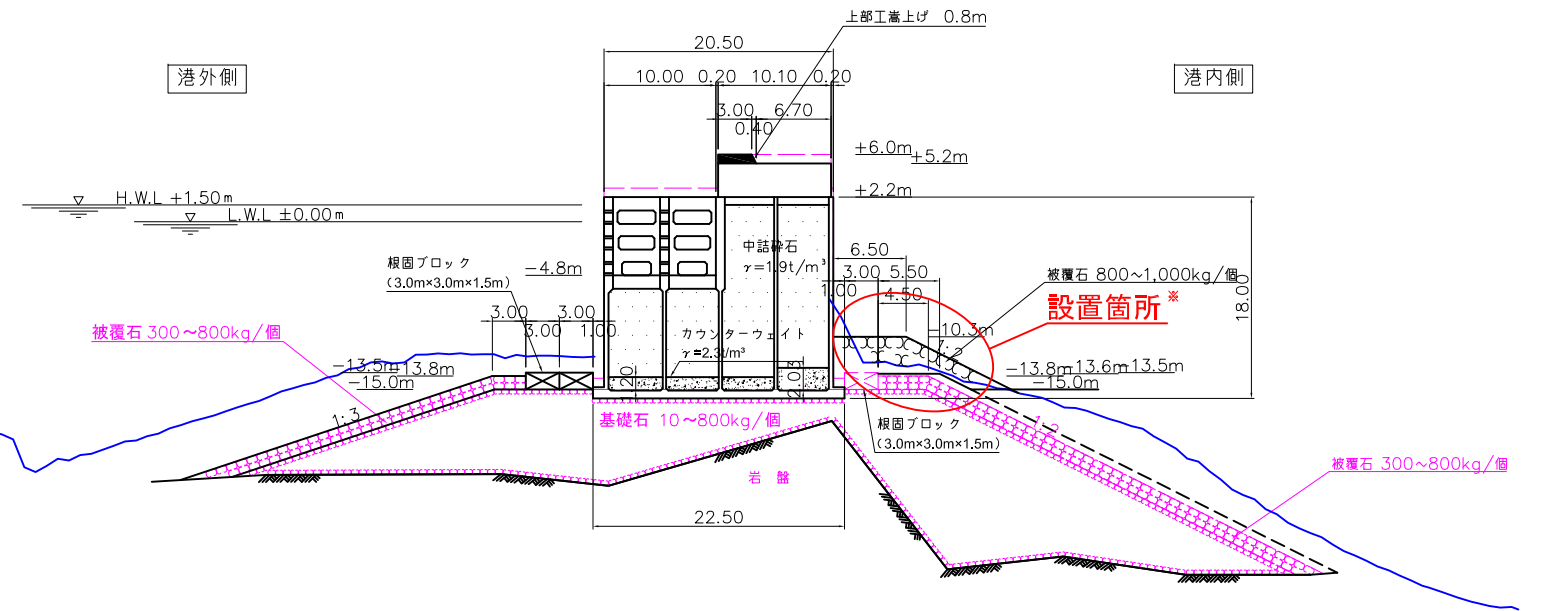 上部工嵩上げ 0.8m
20.50
港外側
港内側
10.00 0.20 10.10 0.20
3.00 6.70
0.40
+6.0m
+5.2m
+2.2m
H.W.L +1.50m
L.W.L ±0.00m
中詰砕石
γ=1.9t/m³
6.50
根固ブロック
(3.0m×3.0m×1.5m)
-4.8m
3.00 5.50
1.00
4.50
被覆石 800~1,000kg/個
設置箇所※
18.00
3.00 3.00
3.00 1.00
被覆石 300~800kg/個
カウンターウェイト
γ=2.3t/m³
-10.3m
1:2
-13.5m
-13.8m
-15.0m
-13.8m
-13.6m
-13.5m
-15.0m
1.20
2.03
1:3
基礎石 10~800kg/個
根固ブロック
(3.0m×3.0m×1.5m)
1:2
岩 盤
被覆石 300~800kg/個
22.50